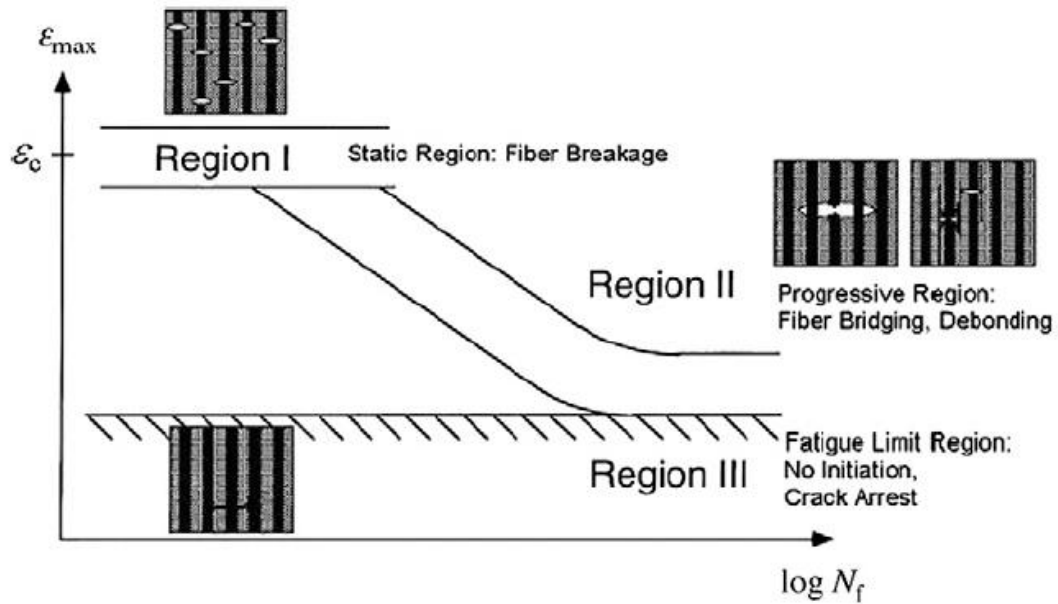 ε_max
ε_c
Region I
Static Region: Fiber Breakage
Region II
Progressive Region:
Fiber Bridging, Debonding
Region III
Fatigue Limit Region:
No Initiation,
Crack Arrest
log N_f